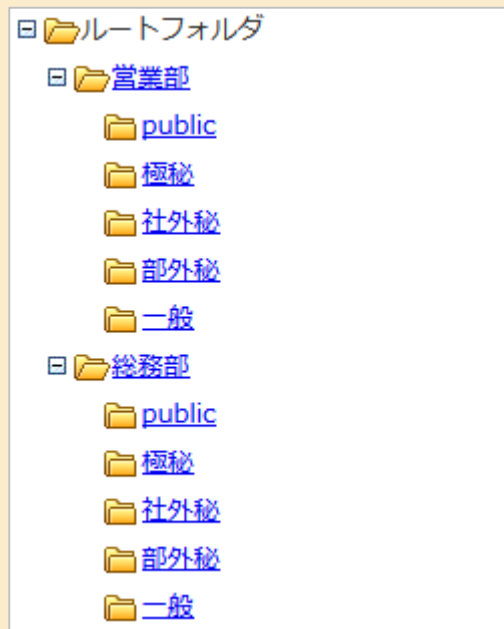 ルートフォルダ
営業部
public
極秘
社外秘
部外秘
一般
総務部
public
極秘
社外秘
部外秘
一般